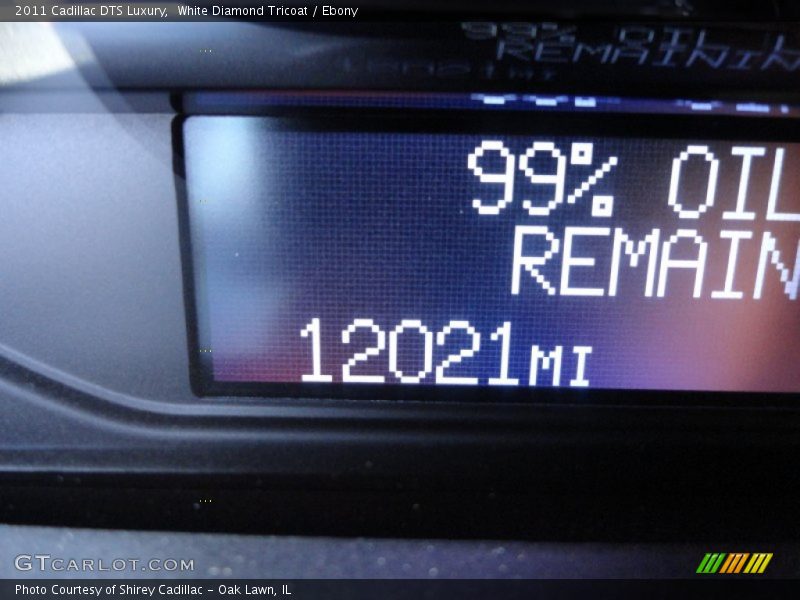 2011 Cadillac DTS Luxury,  White Diamond Tricoat / Ebony
99% OIL
REMAIN
12021MI
GTCARLOT.COM
Photo Courtesy of Shirey Cadillac - Oak Lawn, IL